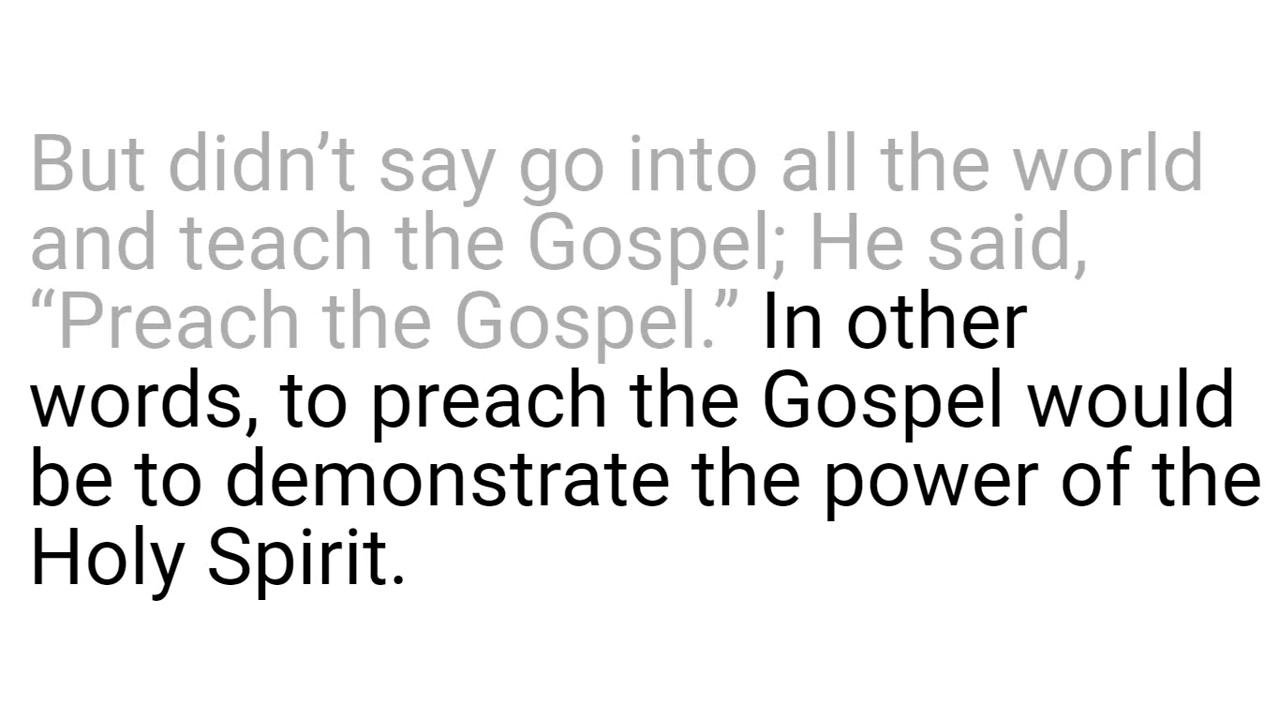 But didn’t say go into all the world
and teach the Gospel; He said,
“Preach the Gospel.” In other
words, to preach the Gospel would
be to demonstrate the power of the
Holy Spirit.